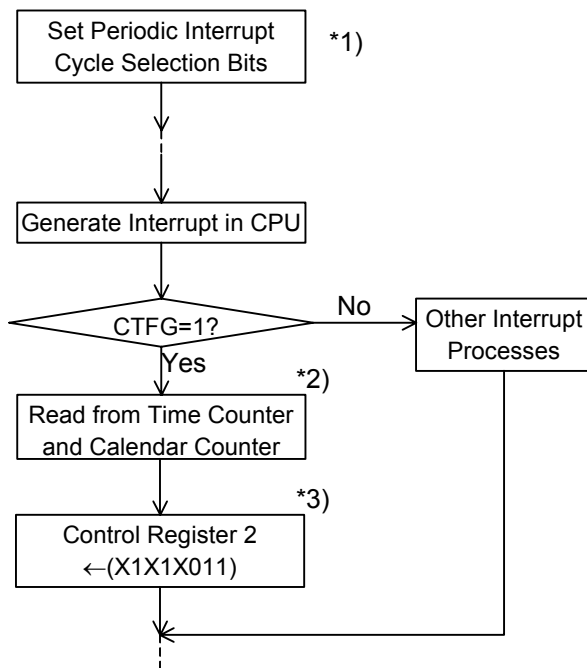 Set Periodic Interrupt
Cycle Selection Bits
*1)
Generate Interrupt in CPU
CTFG=1?
No
Other Interrupt
Processes
Yes
*2)
Read from Time Counter
and Calendar Counter
*3)
Control Register 2
←(X1X1X011)